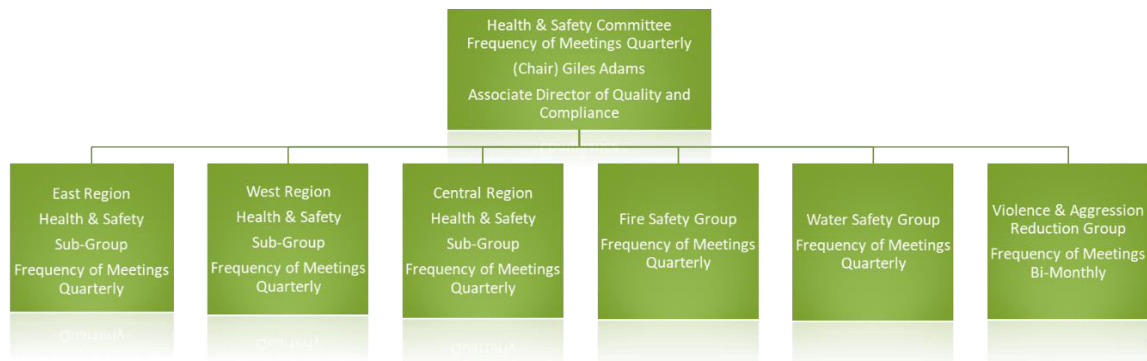 Health & Safety Committee
Frequency of Meetings Quarterly
(Chair) Giles Adams
Associate Director of Quality and
Compliance
East Region
Health & Safety
Sub-Group
Frequency of Meetings
Quarterly
West Region
Health & Safety
Sub-Group
Frequency of Meetings
Quarterly
Central Region
Health & Safety
Sub-Group
Frequency of Meetings
Quarterly
Fire Safety Group
Frequency of Meetings
Quarterly
Water Safety Group
Frequency of Meetings
Quarterly
Violence & Aggression
Reduction Group
Frequency of Meetings
Bi-Monthly